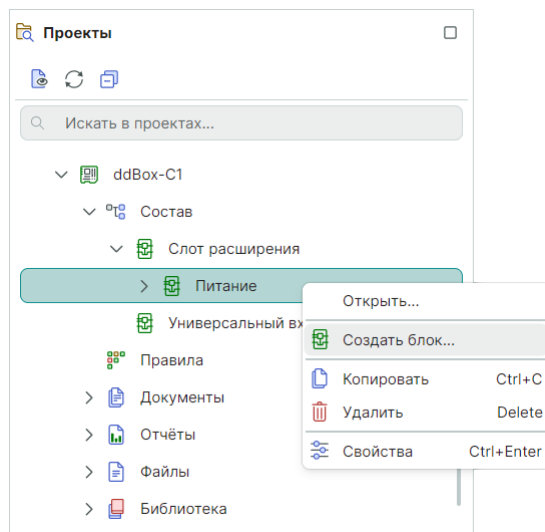 Проекты
Искать в проектах...
ddBox-C1
Состав
Слот расширения
Питание
Открыть...
Универсальный вх
Создать блок...
Правила
Копировать Ctrl+C
Документы
Удалить Delete
Отчёты
Свойства Ctrl+Enter
Файлы
Библиотека